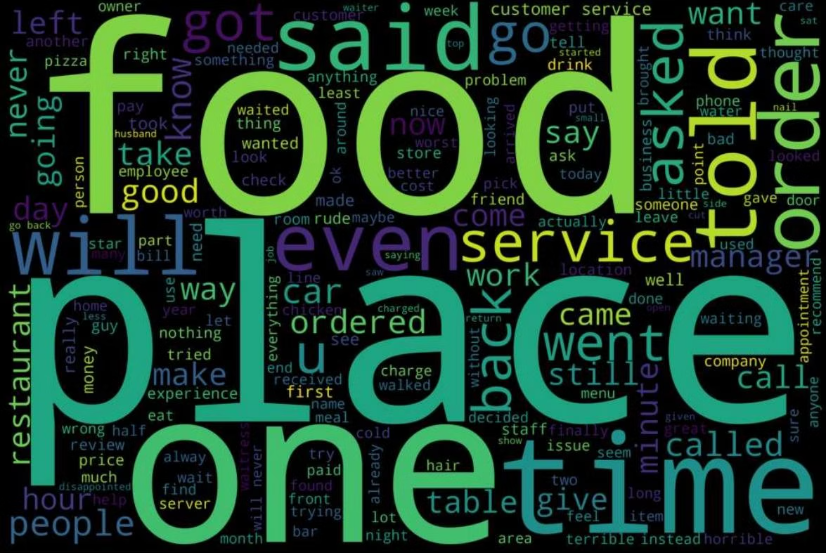 owner
waiter
customer
week
customer service
care
left
another
got
said
go
getting
want
sat
needed
tell
think
pizza
right
something
started
thought
top
drink
never
know
anything
problem
asked
told
order
pay
least
brought
phone
water
nail
took
waited
nice
looking
put
small
going
husband
thing
around
now
arrived
say
business
looked
food
wanted
worst
take
store
ask
today
bad
person
employee
look
ok
better
point
good
check
cost
pick
friend
little
made
someone
side
gave
door
day
worth
room
rude
maybe
come
actually
leave
cut
used
go back
will
need
even
service
manager
star
part
many
bill
job
saying
line
saw
location
work
well
recommend
restaurant
use
way
car
chicken
back
done
open
home
year
everything
charged
return
came
waiting
appointment
less
really
guy
let
ordered
without
went
nothing
u
see
money
tried
end
charge
company
make
received
walked
still
call
place
experience
first
menu
eat
name
decided
minute
anyone
wrong
half
meal
cold
staff
finally
given
great
sure
review
waitress
show
issue
called
alway
one
try
already
seem
time
price
hair
much
wait
found
paid
two
long
find
will never
front
table
give
disappointed
hour
help
server
trying
feel
item
new
people
month
bar
lot
night
area
terrible
instead
horrible